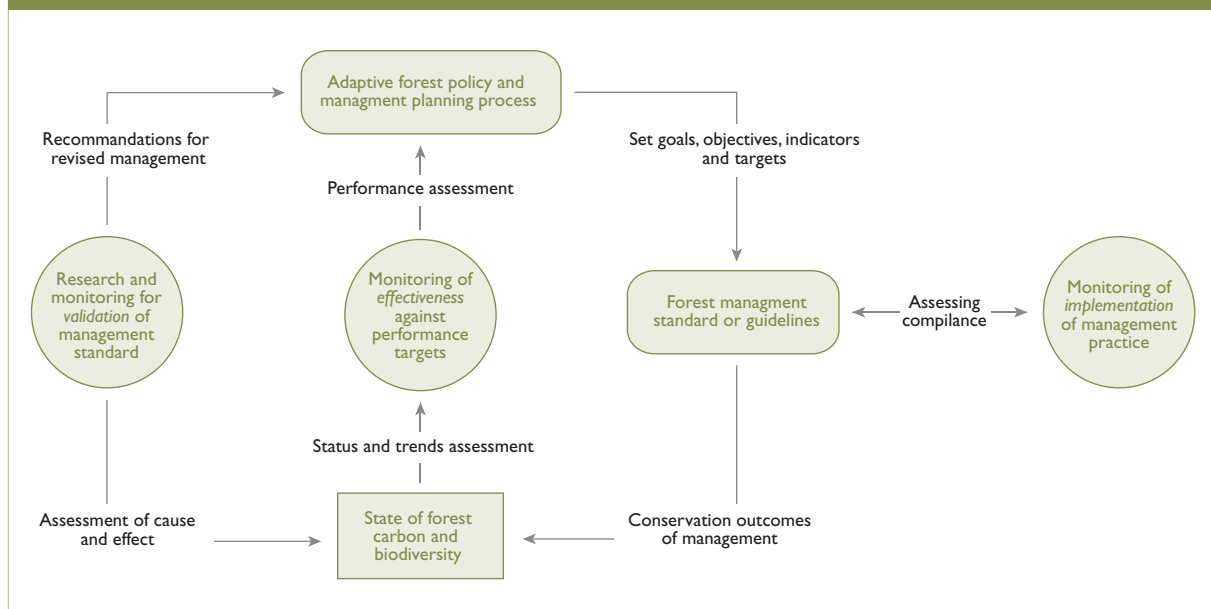 Adaptive forest policy and
managment planning process
Recommandations for
revised management
Set goals, objectives, indicators
and targets
Performance assessment
Research and
monitoring for
validation of
management
standard
Monitoring of
effectiveness
against
performance
targets
Forest managment
standard or guidelines
Assessing
compilance
Monitoring of
implementation
of management
practice
Status and trends assessment
Assessment of cause
and effect
State of forest
carbon and
biodiversity
Conservation outcomes
of management